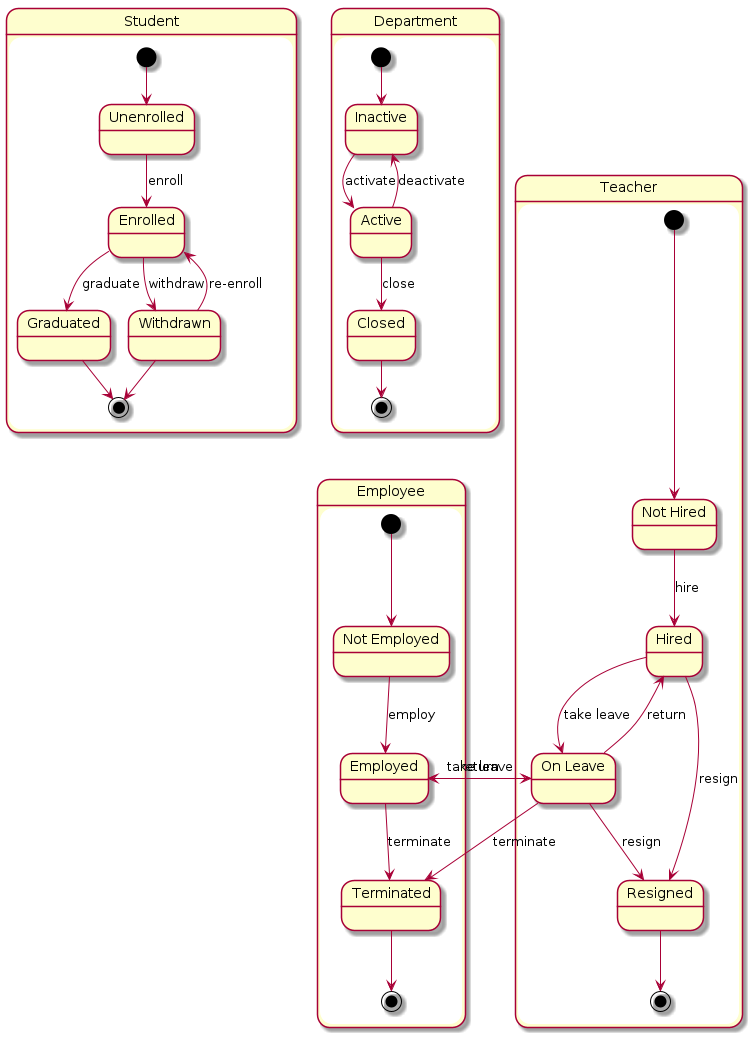 Student
Unenrolled
enroll
Enrolled
graduate
withdraw
re-enroll
Graduated
Withdrawn
Department
Inactive
activate
deactivate
Active
close
Closed
Teacher
Not Hired
hire
Hired
take leave
return
resign
On Leave
resign
Resigned
Employee
Not Employed
employ
Employed
take leave
return
terminate
terminate
Terminated